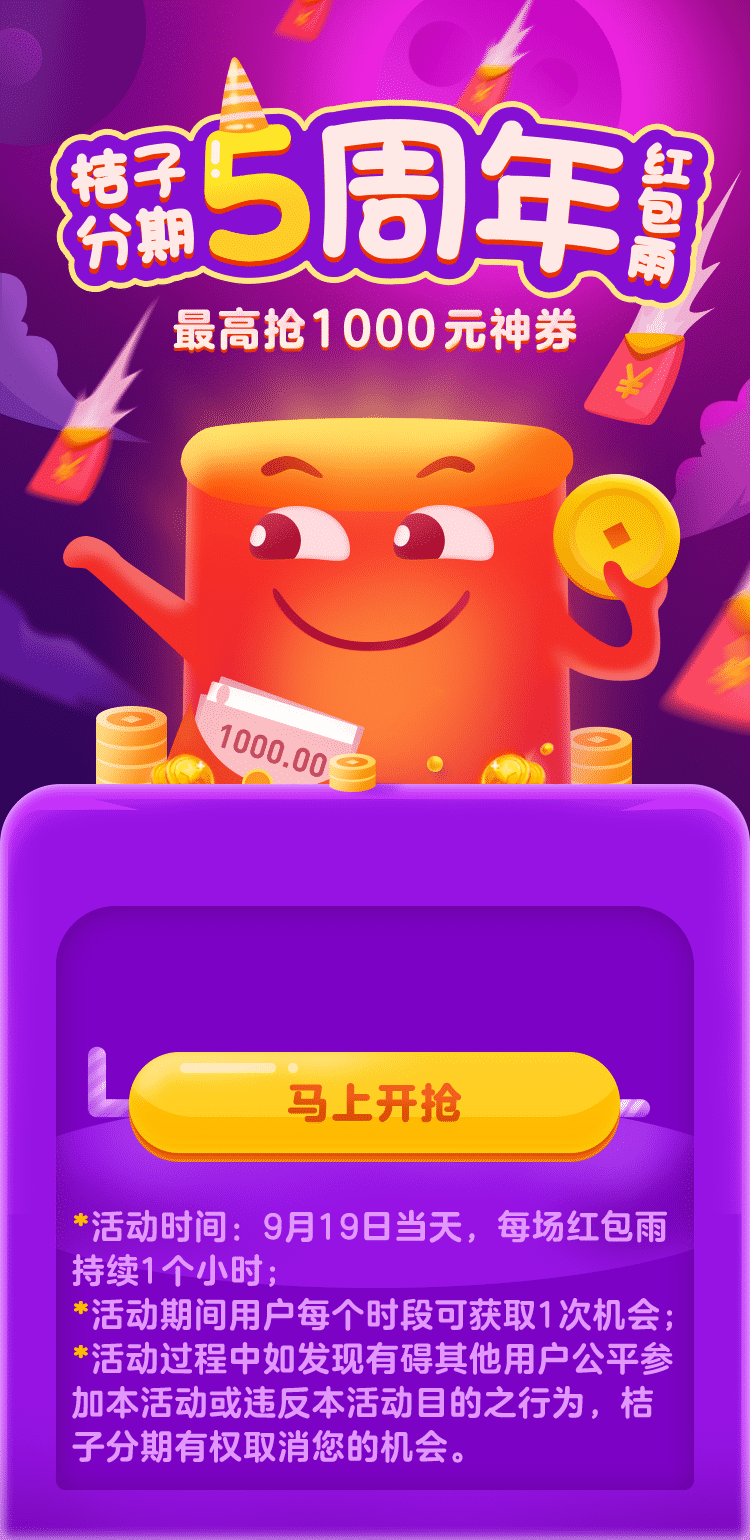 桔子
分期
5周年
红包雨
最高抢1000元神券
¥
¥
¥
1000.00
马上开抢
*活动时间：9月19日当天，每场红包雨
持续1个小时；
*活动期间用户每个时段可获取1次机会；
*活动过程中如发现有碍其他用户公平参
加本活动或违反本活动目的之行为，桔
子分期有权取消您的机会。